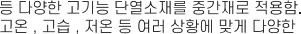 등 다양한 고기능 단열소재를 중간재로 적용함.
고온 , 고습 , 저온 등 여러 상황에 맞게 다양한